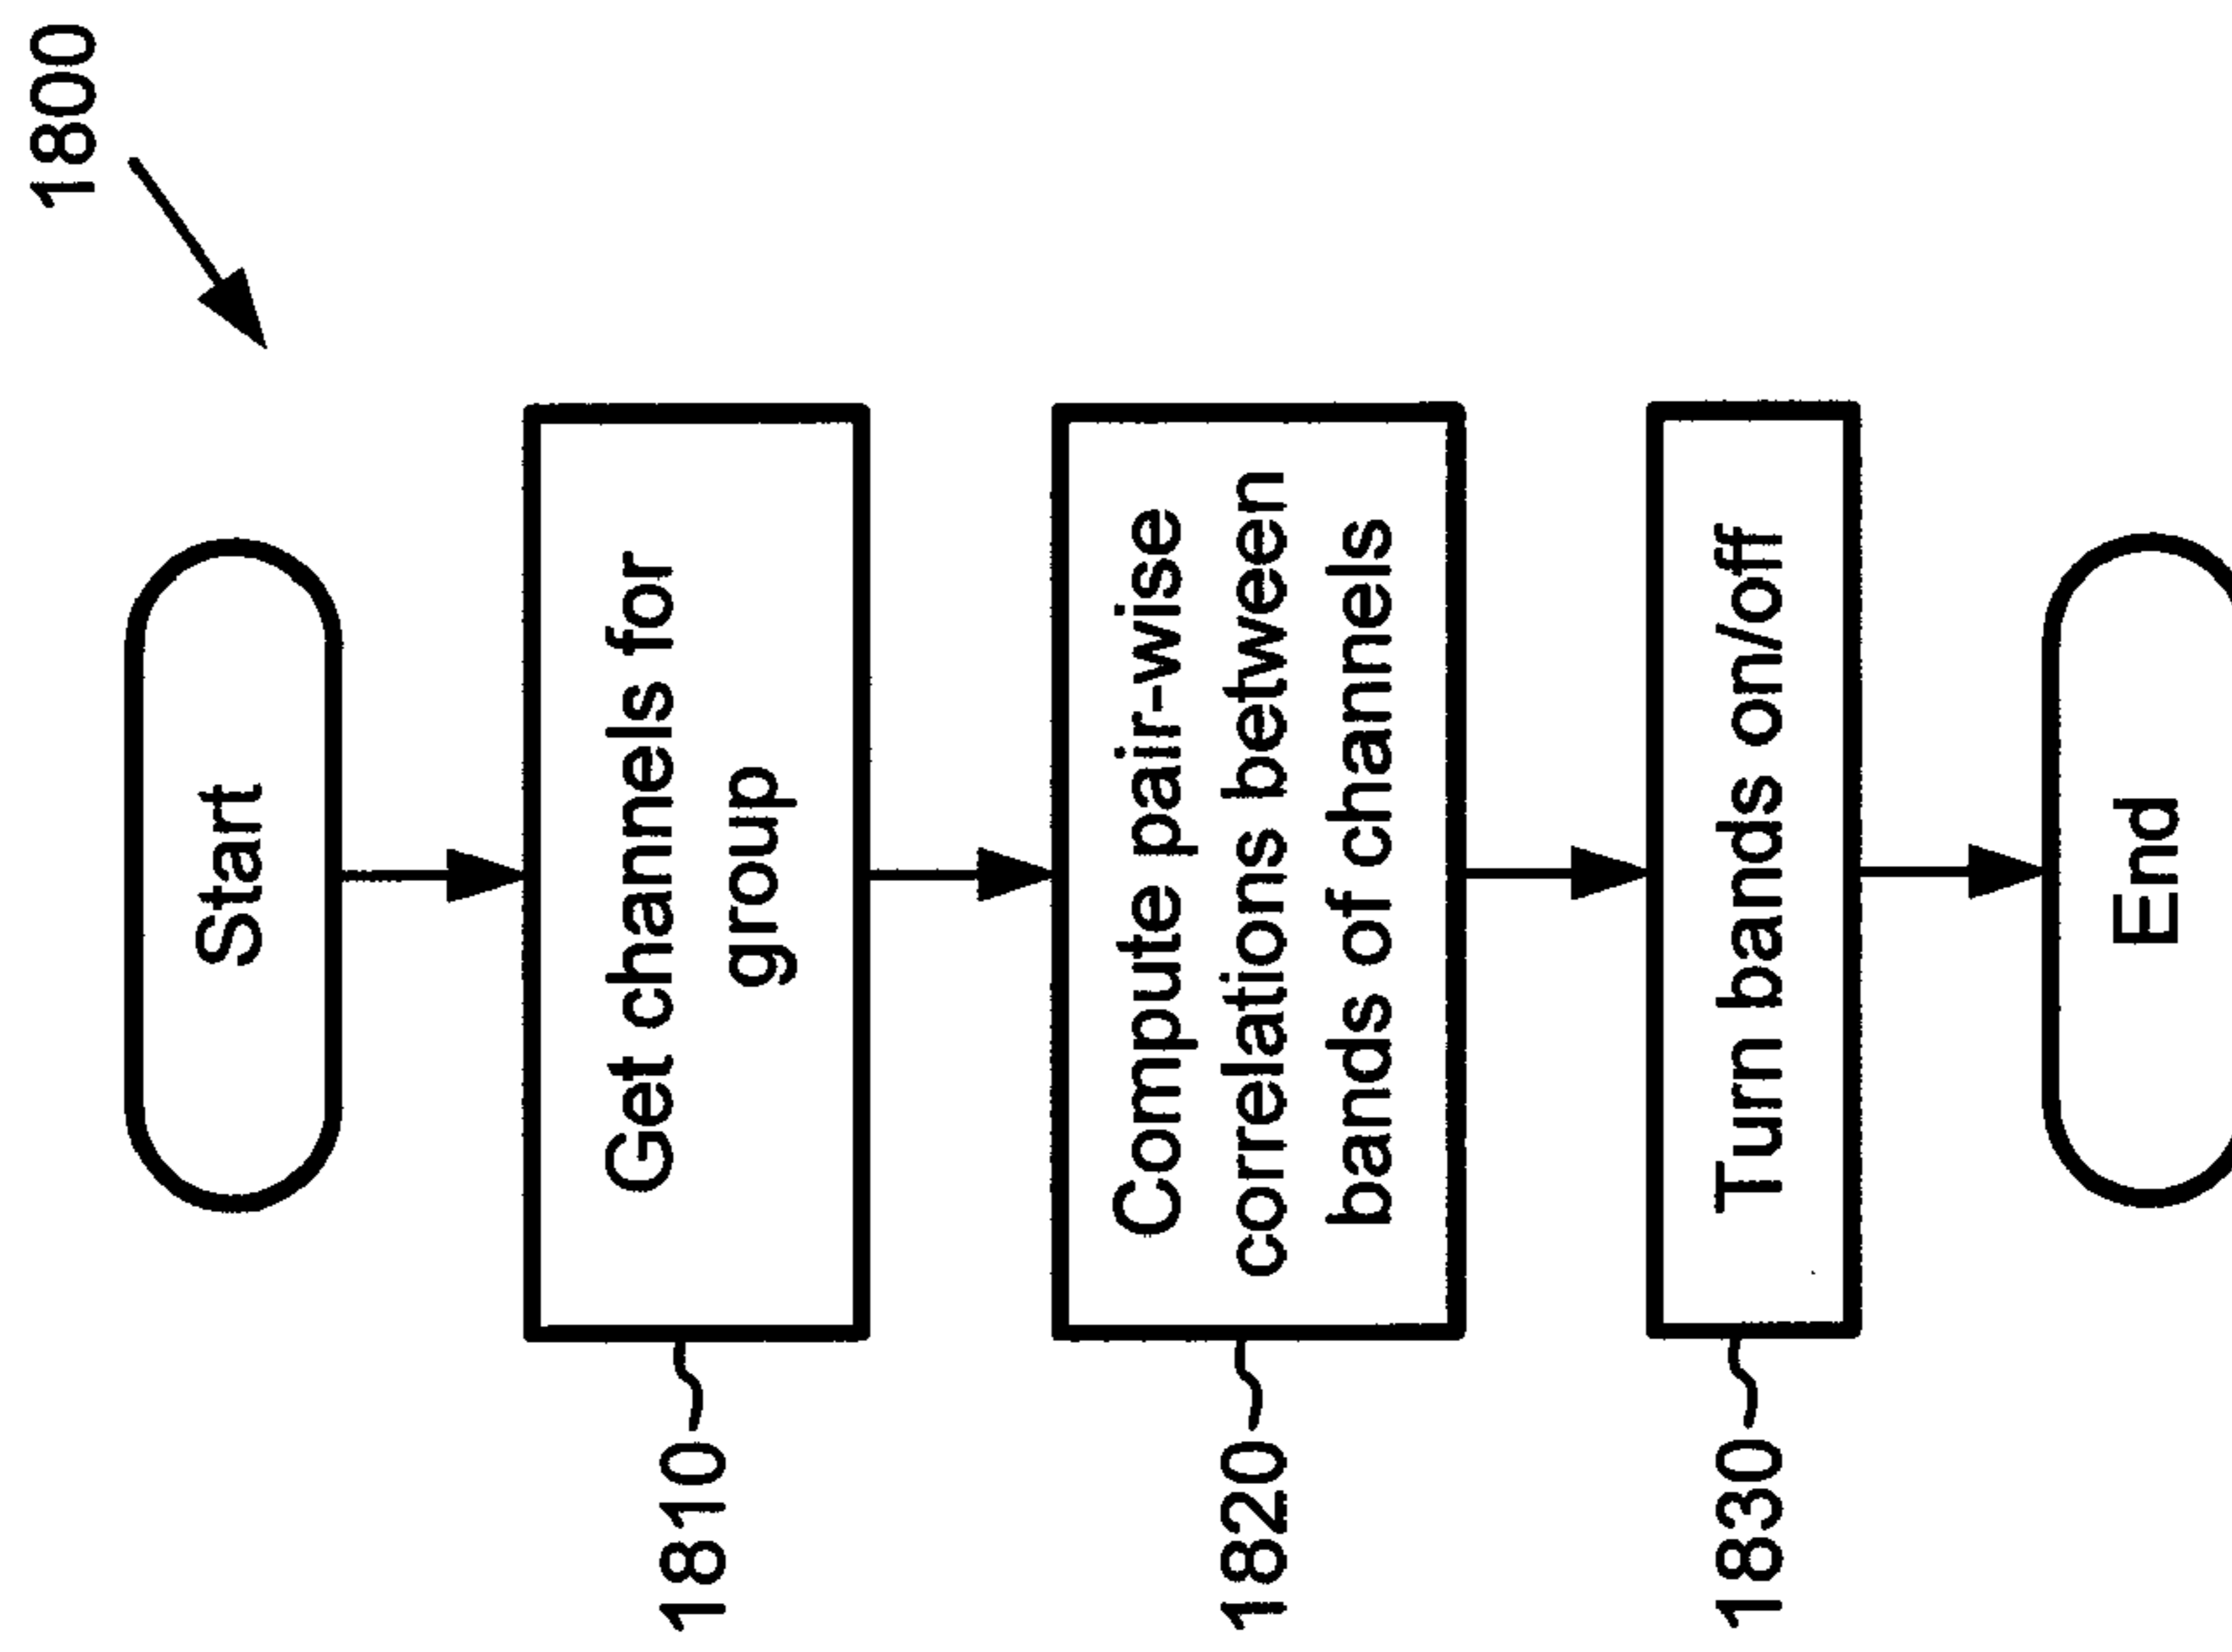 1800
Start
1810
Get channels for
group
1820
Compute pair-wise
correlations between
bands of channels
1830
Turn bands on/off
End